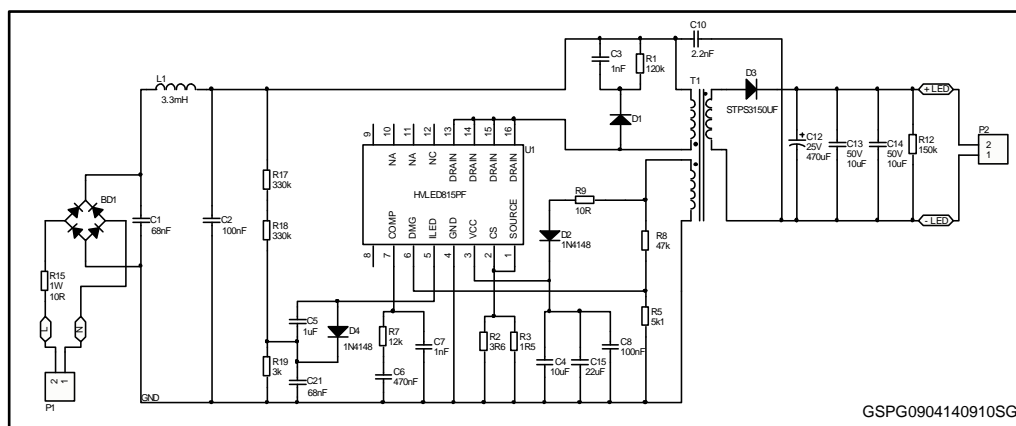 C10
2.2nF
C3
1nF
R1
120k
T1
D3
STPS3150UF
L1
3.3mH
D1
+ LED
C12
25V
470uF
C13
50V
10uF
C14
50V
10uF
R12
150k
P2
2
1
- LED
9
10
11
12
13
14
15
16
NA
NA
NC
DRAIN
DRAIN
DRAIN
DRAIN
U1
HVLED815PF
COMP
DMG
ILED
GND
VCC
CS
SOURCE
8
7
6
5
4
3
2
1
R17
330k
R18
330k
BD1
C1
68nF
C2
100nF
R9
10R
D2
1N4148
R8
47k
R15
1W
10R
L
N
2
1
P1
C5
1uF
D4
1N4148
R7
12k
C7
1nF
R2
3R6
R3
1R5
C8
100nF
R5
5k1
R19
3k
C21
68nF
C6
470nF
C4
10uF
C15
22uF
GND
GSPG0904140910SG